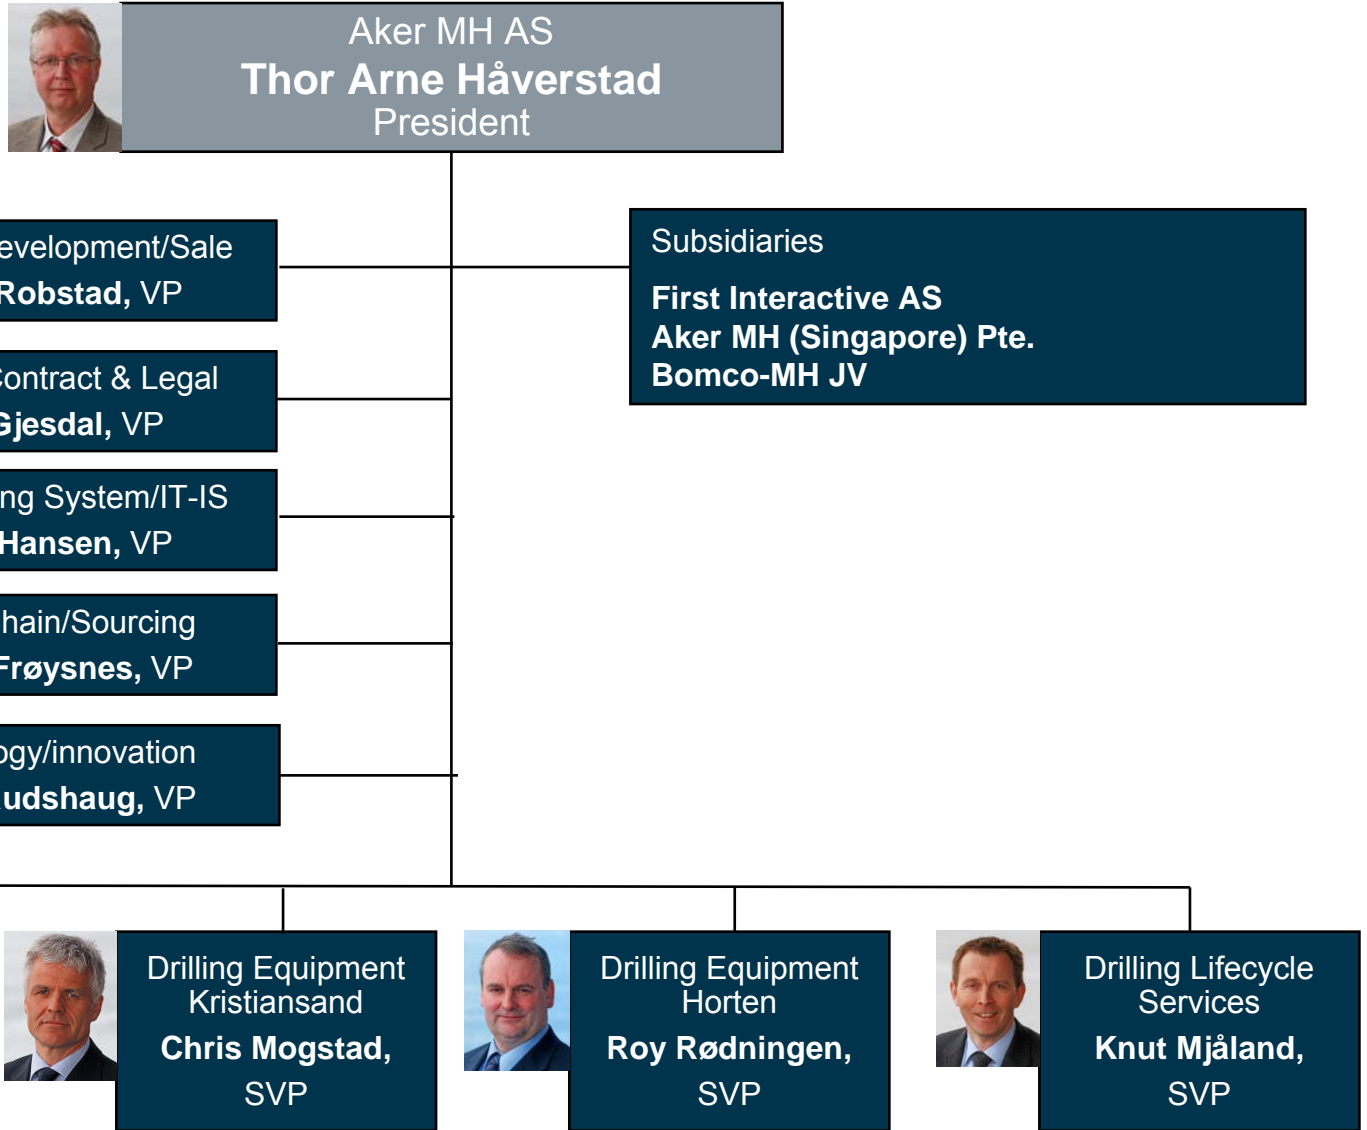 Aker MH AS
Thor Arne Håverstad
President
evelopment/Sale
Robstad, VP
Subsidiaries
First Interactive AS
Aker MH (Singapore) Pte.
Bomco-MH JV
Contract & Legal
Gjesdal, VP
ng System/IT-IS
Hansen, VP
hain/Sourcing
Frøysnes, VP
ogy/innovation
udshaug, VP
Drilling Equipment
Kristiansand
Chris Mogstad,
SVP
Drilling Equipment
Horten
Roy Rødningen,
SVP
Drilling Lifecycle
Services
Knut Mjåland,
SVP